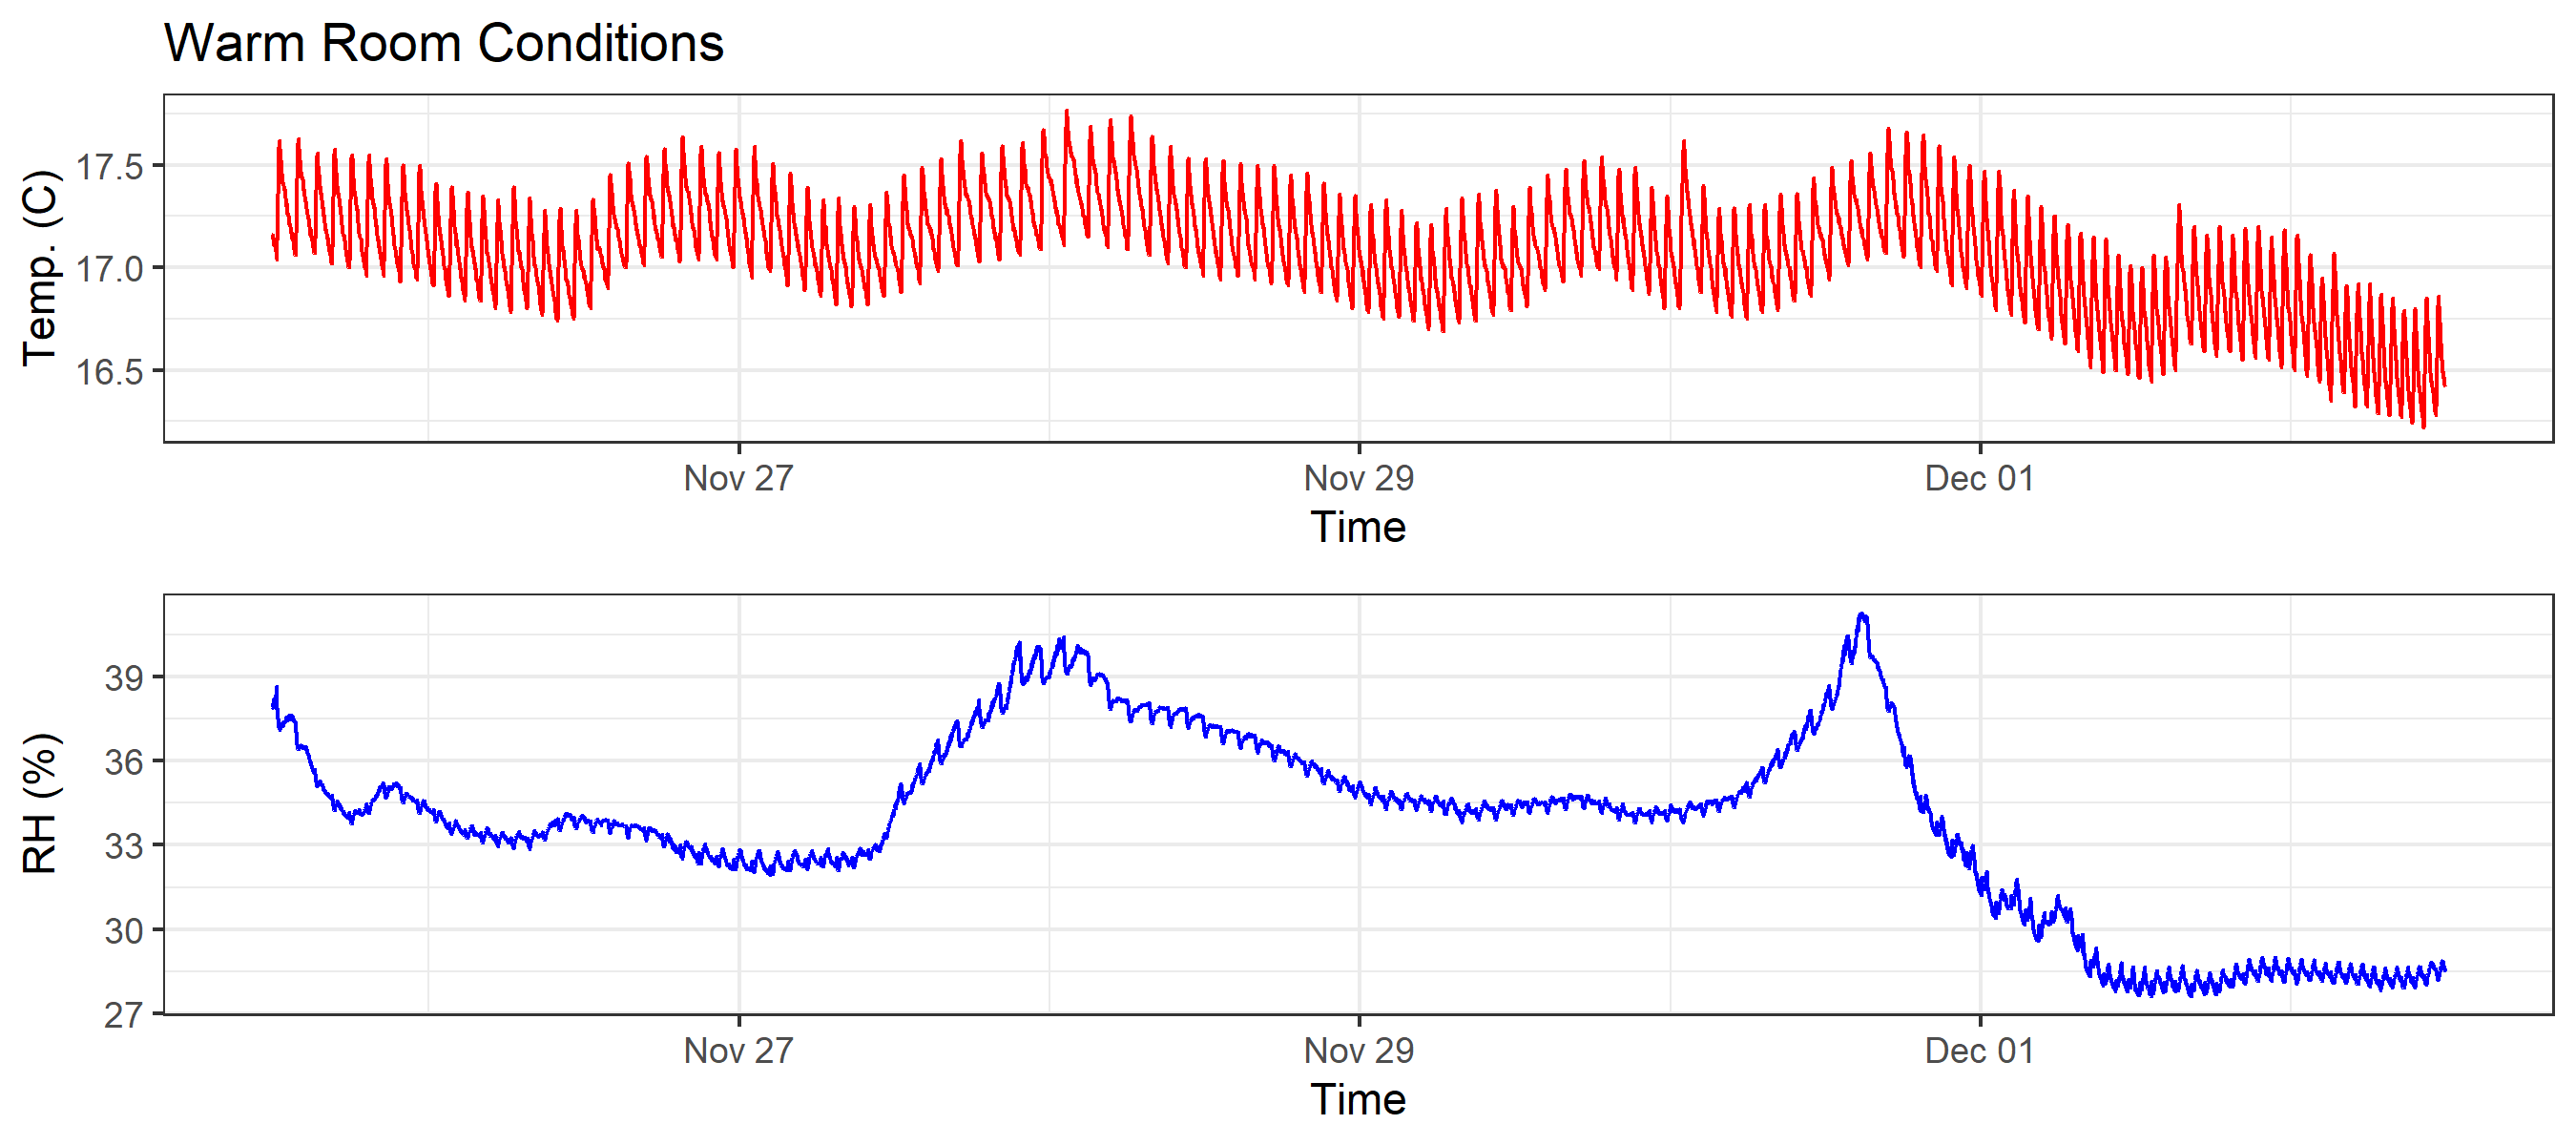 Warm Room Conditions
Temp. (C)
17.5
17.0
16.5
Nov 27 Nov 29 Dec 01
Time
RH (%)
39
36
33
30
27
Nov 27 Nov 29 Dec 01
Time